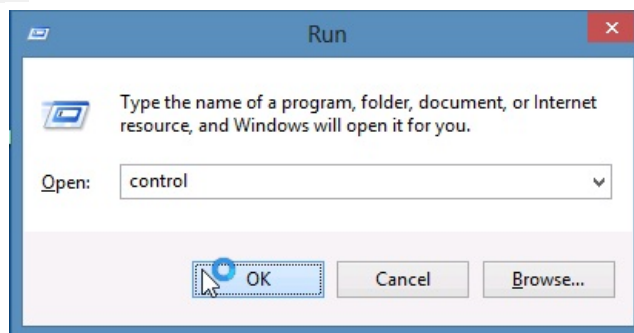 Run
Type the name of a program, folder, document, or Internet
resource, and Windows will open it for you.
Open: control
OK Cancel Browse...